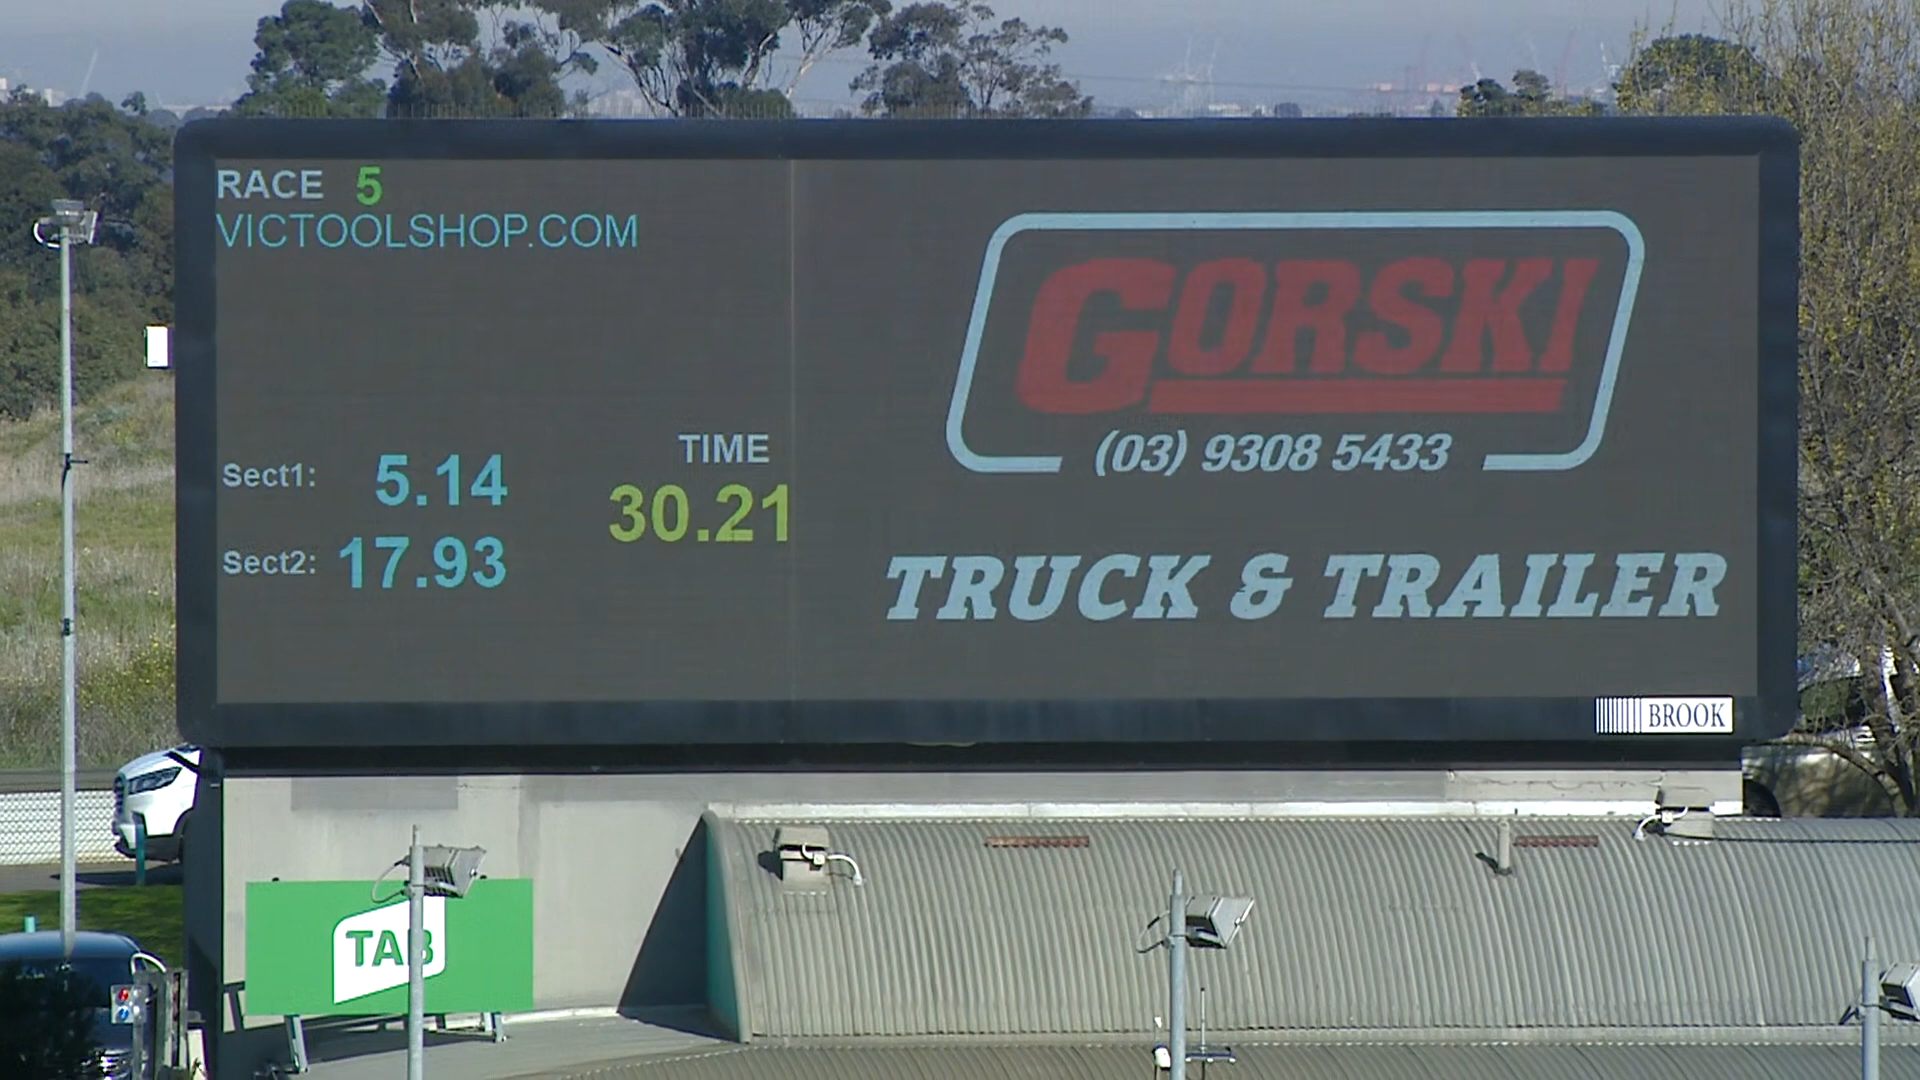 RACE 5
VICTOOLSHOP.COM
Sect1: 5.14
Sect2: 17.93
TIME
30.21
GORSKI
(03) 9308 5433
TRUCK & TRAILER
BROOK
TAB